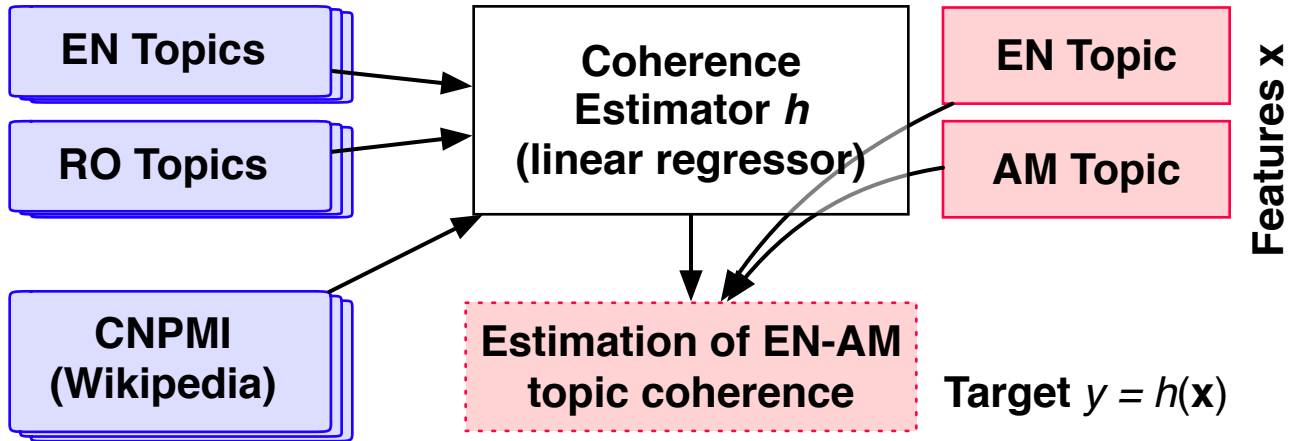 EN Topics
RO Topics
CNPMI
(Wikipedia)
Coherence
Estimator h
(linear regressor)
Estimation of EN-AM
topic coherence
EN Topic
AM Topic
Features x
Target y = h(x)